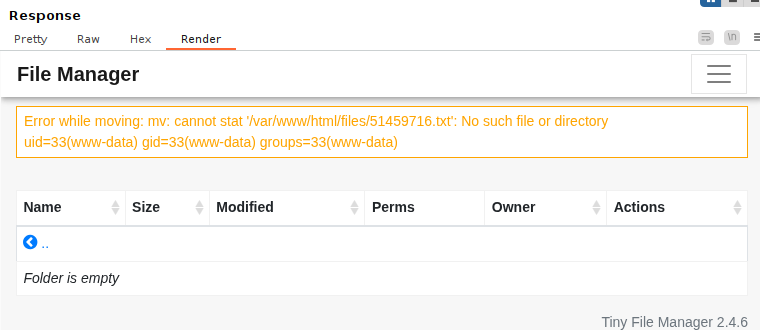 Response
Pretty Raw Hex Render
\n
File Manager
Error while moving: mv: cannot stat '/var/www/html/files/51459716.txt': No such file or directory
uid=33(www-data) gid=33(www-data) groups=33(www-data)
Name Size Modified Perms Owner Actions
..
Folder is empty
Tiny File Manager 2.4.6